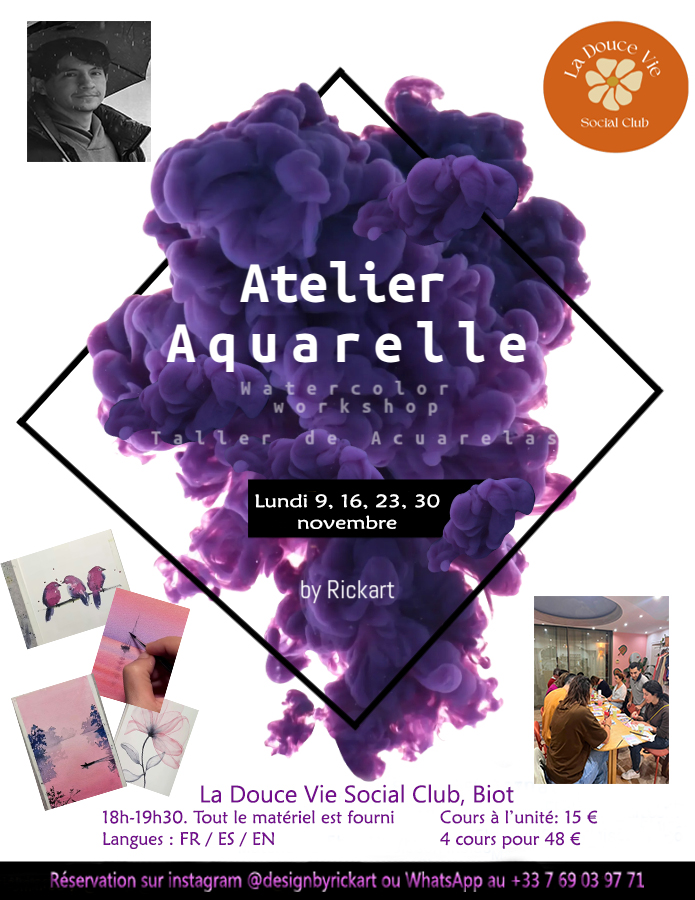 La Douce Vie
Social Club
Atelier
Aquarelle
Watercolor
workshop
Taller de Acuarelas
Lundi 9, 16, 23, 30
novembre
by Rickart
La Douce Vie Social Club, Biot
18h-19h30. Tout le matériel est fourni
Langues : FR / ES / EN
Cours à l'unité: 15 €
4 cours pour 48 €
Réservation sur instagram @designbyrickart ou WhatsApp au +33 7 69 03 97 71